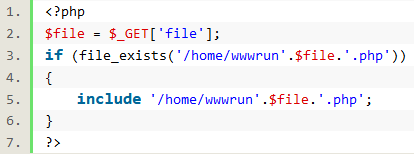 1. <?php
2. $file = $_GET['file'];
3. if (file_exists('/home/wwwrun'.$file.'.php'))
4. {
5.     include '/home/wwwrun'.$file.'.php';
6. }
7. ?>